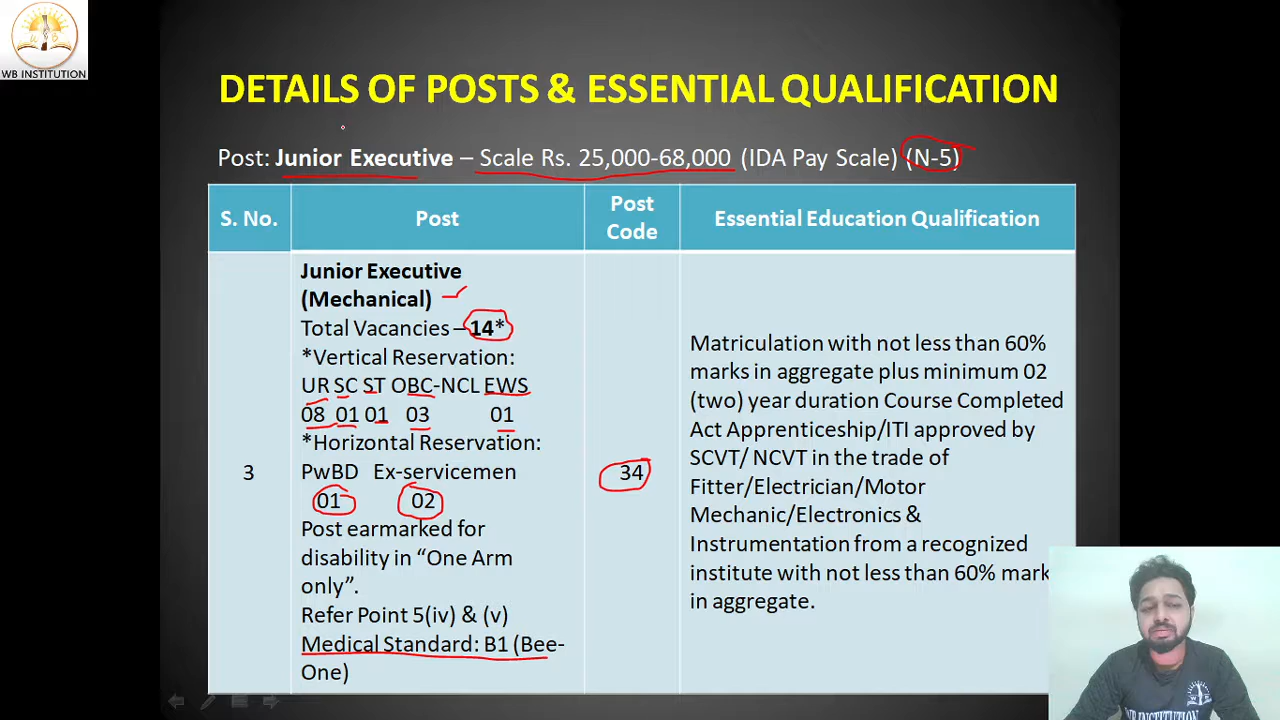 WB INSTITUTION
DETAILS OF POSTS & ESSENTIAL QUALIFICATION
Post: Junior Executive – Scale Rs. 25,000-68,000 (IDA Pay Scale) (N-5)
S. No.
Post
Post
Code
Essential Education Qualification
3
Junior Executive
(Mechanical)
Total Vacancies – 14*
*Vertical Reservation:
UR SC ST OBC-NCL EWS
08 01 01 03 01
*Horizontal Reservation:
PwBD Ex-servicemen
01 02
Post earmarked for
disability in “One Arm
only”.
Refer Point 5(iv) & (v)
Medical Standard: B1 (Bee-
One)
34
Matriculation with not less than 60%
marks in aggregate plus minimum 02
(two) year duration Course Completed
Act Apprenticeship/ITI approved by
SCVT/ NCVT in the trade of
Fitter/Electrician/Motor
Mechanic/Electronics &
Instrumentation from a recognized
institute with not less than 60% mark
in aggregate.
WB INSTITUTION